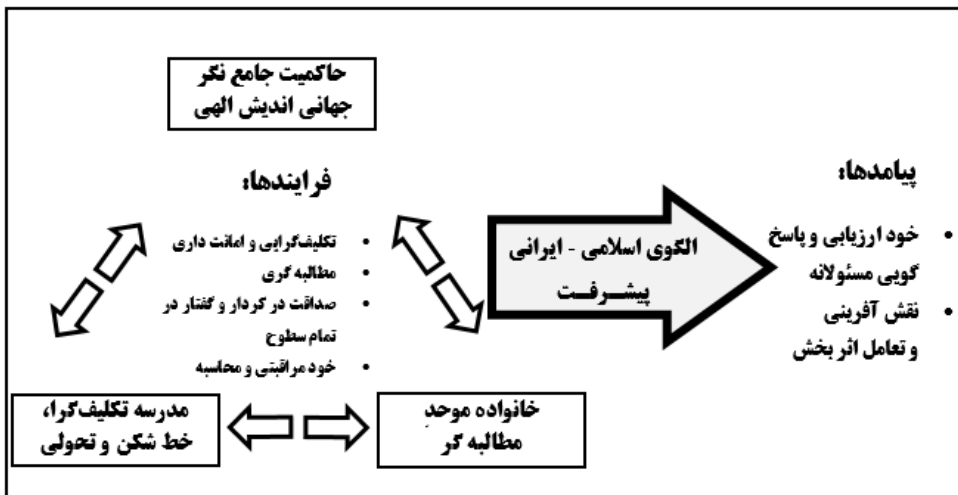 حاکمیت جامع نگر
جهانی اندیش الهی
فرایندها:
• تکلیف‌گرایی و امانت داری
• مطالبه گری
• صداقت در کردار و گفتار در
تمام سطوح
• خود مراقبتی و محاسبه
مدرسه تکلیف‌گرا،
خط شکن و تحولی
خانواده موحدِ
مطالبه گر
الگوی اسلامی - ایرانی
پیشــرفــت
پیامدها:
• خود ارزیابی و پاسخ
گویی مسئولانه
• نقش آفرینی
و تعامل اثر بخش